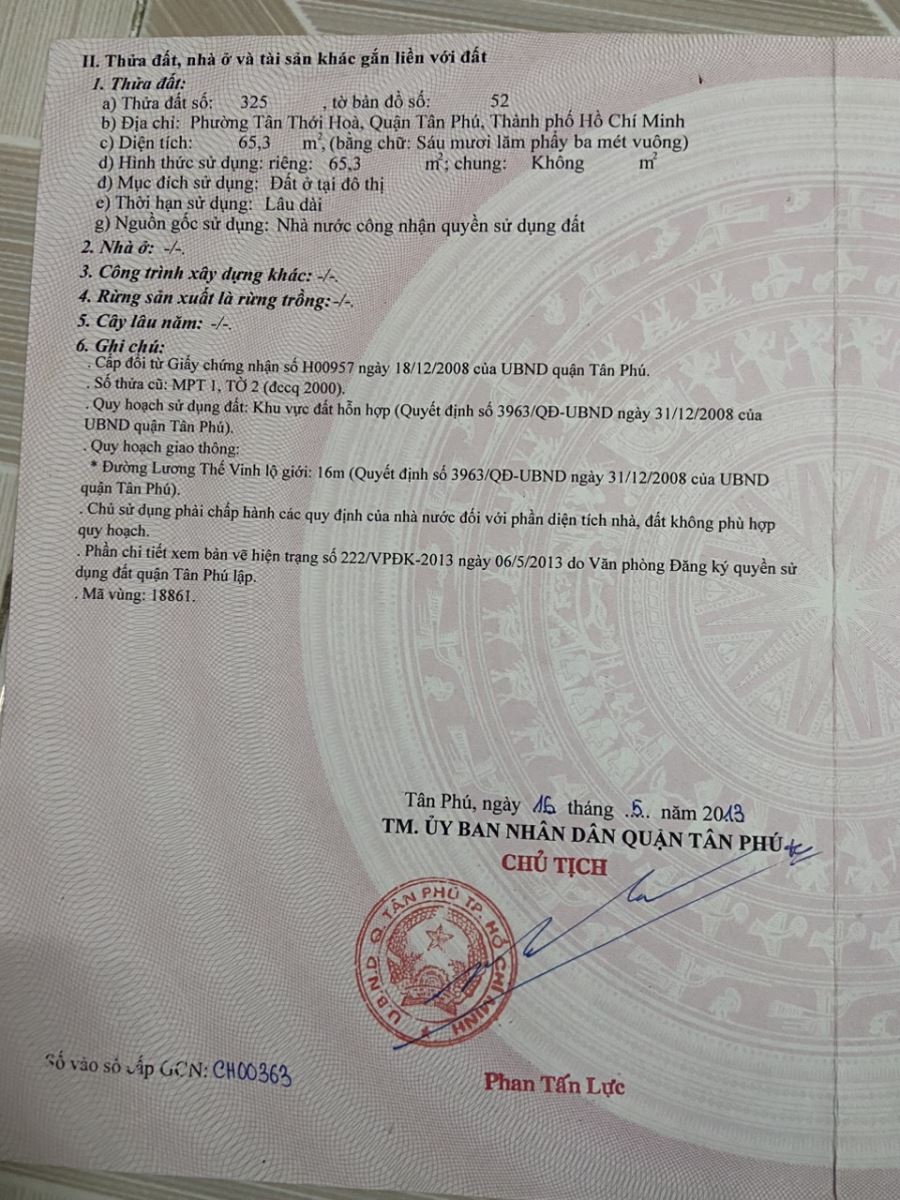 II. Thửa đất, nhà ở và tài sản khác gắn liền với đất
1. Thửa đất:
a) Thửa đất số: 325 , tờ bản đồ số: 52
b) Địa chỉ: Phường Tân Thới Hoà, Quận Tân Phú, Thành phố Hồ Chí Minh
c) Diện tích: 65,3 m², (bằng chữ: Sáu mươi lăm phẩy ba mét vuông)
d) Hình thức sử dụng: riêng: 65,3 m²; chung: Không m²
đ) Mục đích sử dụng: Đất ở tại đô thị
e) Thời hạn sử dụng: Lâu dài
g) Nguồn gốc sử dụng: Nhà nước công nhận quyền sử dụng đất
2. Nhà ở: -/-.
3. Công trình xây dựng khác: -/-.
4. Rừng sản xuất là rừng trồng: -/-.
5. Cây lâu năm: -/-.
6. Ghi chú:
. Cấp đổi từ Giấy chứng nhận số H00957 ngày 18/12/2008 của UBND quận Tân Phú.
. Số thửa cũ: MPT 1, TỜ 2 (đccq 2000).
. Quy hoạch sử dụng đất: Khu vực đất hỗn hợp (Quyết định số 3963/QĐ-UBND ngày 31/12/2008 của
UBND quận Tân Phú).
. Quy hoạch giao thông:
* Đường Lương Thế Vinh lộ giới: 16m (Quyết định số 3963/QĐ-UBND ngày 31/12/2008 của UBND
quận Tân Phú).
. Chủ sử dụng phải chấp hành các quy định của nhà nước đối với phần diện tích nhà, đất không phù hợp
quy hoạch.
. Phần chi tiết xem bản vẽ hiện trạng số 222/VPĐK-2013 ngày 06/5/2013 do Văn phòng Đăng ký quyền sử
dụng đất quận Tân Phú lập.
. Mã vùng: 18861.
Tân Phú, ngày 16 tháng .5.. năm 2013
TM. ỦY BAN NHÂN DÂN QUẬN TÂN PHÚ
CHỦ TỊCH
U.B.N.D Q. TÂN PHÚ TP. HỒ CHÍ MINH
Số vào sổ cấp GCN: CH00363
Phan Tấn Lực